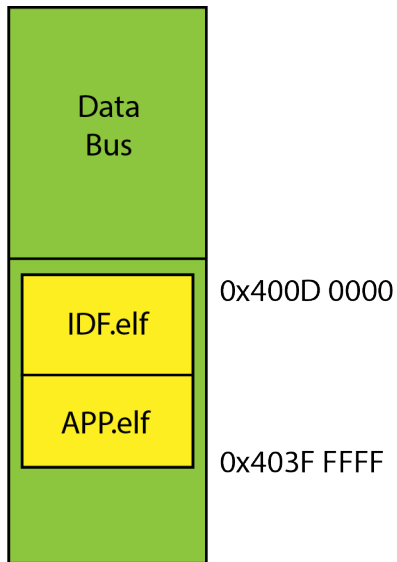 Data
Bus
0x400D 0000
IDF.elf
APP.elf
0x403F FFFF